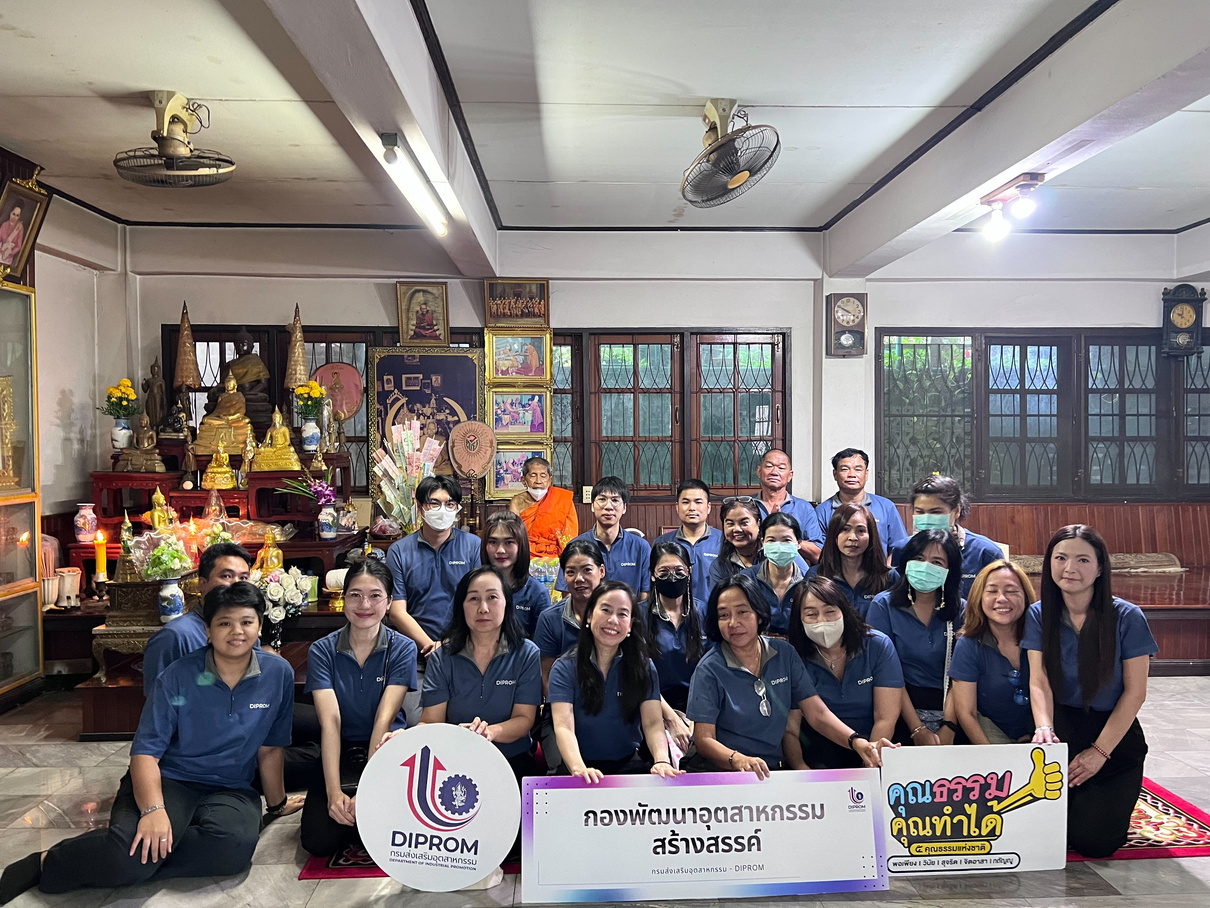 DIPROM
DIPROM
DIPROM
DIPROM
DIPROM
DIPROM
DIPROM
กรมส่งเสริมอุตสาหกรรม
DEPARTMENT OF INDUSTRIAL PROMOTION
DIPROM
กองพัฒนาอุตสาหกรรม
สร้างสรรค์
กรมส่งเสริมอุตสาหกรรม - DIPROM
คุณธรรม
คุณทำได้
๕ คุณธรรมแห่งชาติ
พอเพียง | วินัย | สุจริต | จิตอาสา | กตัญญู